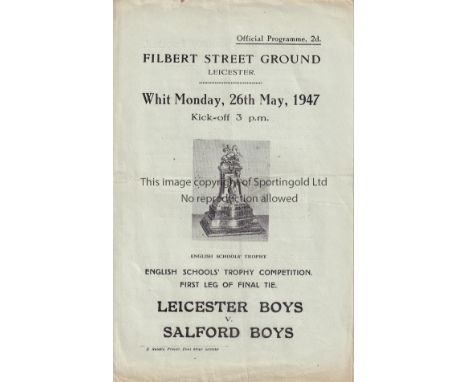 Official Programme, 2d.
FILBERT STREET GROUND
LEICESTER.
Whit Monday, 26th May, 1947
Kick-off 3 p.m.
This image copyright of Sportingold Ltd
No reproduction allowed
ENGLISH SCHOOLS' TROPHY
ENGLISH SCHOOLS' TROPHY COMPETITION.
FIRST LEG OF FINAL TIE.
LEICESTER BOYS
V.
SALFORD BOYS